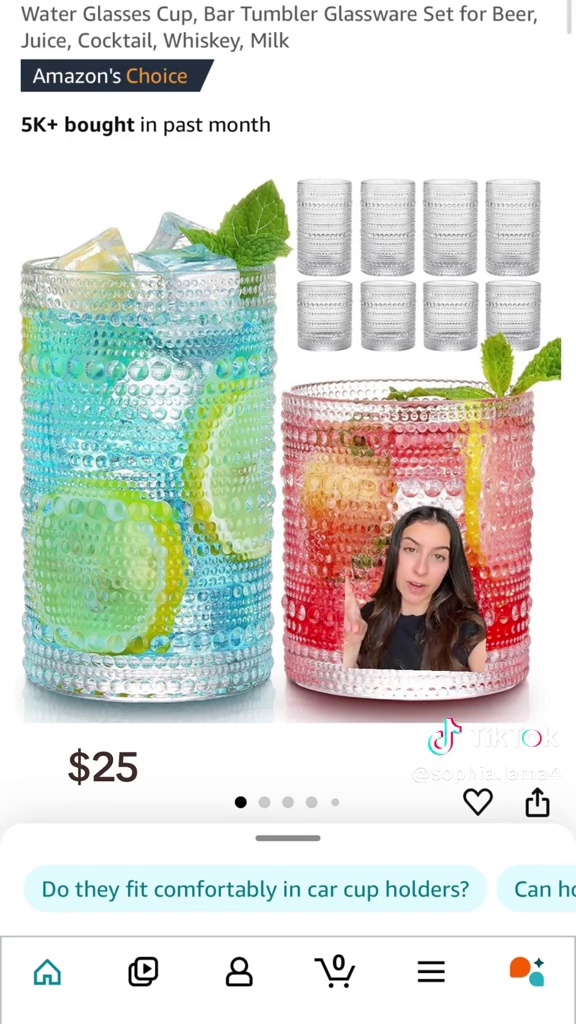 Water Glasses Cup, Bar Tumbler Glassware Set for Beer,
Juice, Cocktail, Whiskey, Milk
Amazon's Choice
5K+ bought in past month
TikTok
@sophia.lama4
$25
Do they fit comfortably in car cup holders?
Can ho
0